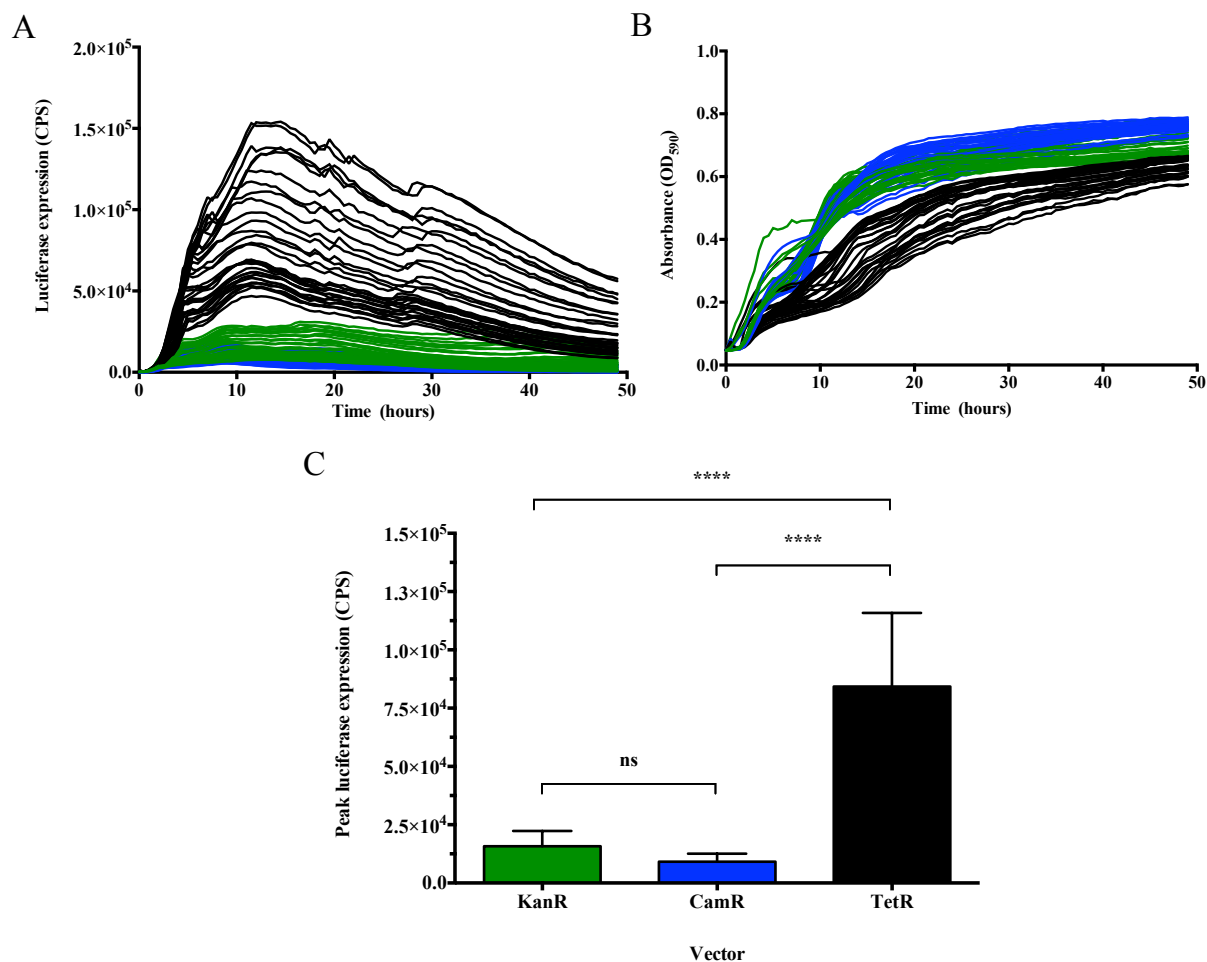 A
Luciferase expression (CPS)
2.0×10⁵
1.5×10⁵
1.0×10⁵
5.0×10⁴
0.0
0 10 20 30 40 50
Time (hours)
B
Absorbance (OD₅₉₀)
1.0
0.8
0.6
0.4
0.2
0.0
0 10 20 30 40 50
Time (hours)
C
Peak luciferase expression (CPS)
1.5×10⁵
1.3×10⁵
1.0×10⁵
7.5×10⁴
5.0×10⁴
2.5×10⁴
0.0
****
****
ns
KanR CamR TetR
Vector